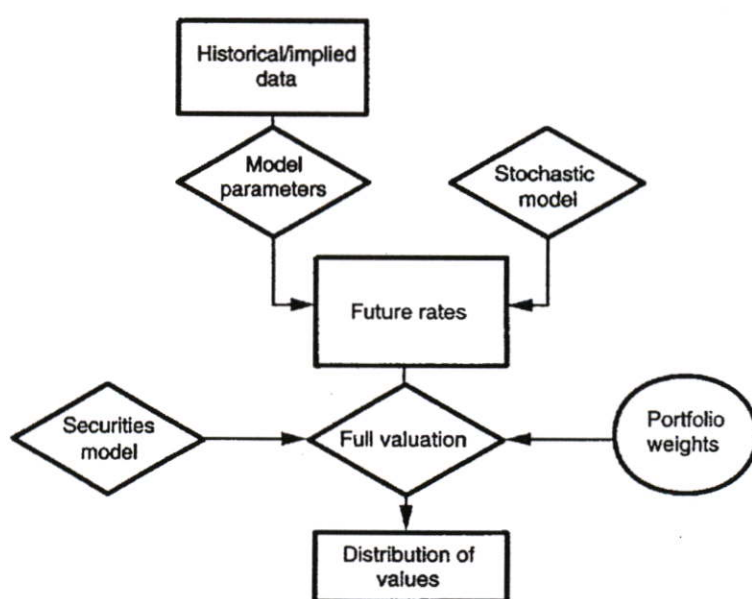 Historical/implied
data
Model
parameters
Stochastic
model
Future rates
Securities
model
Full valuation
Portfolio
weights
Distribution of
values